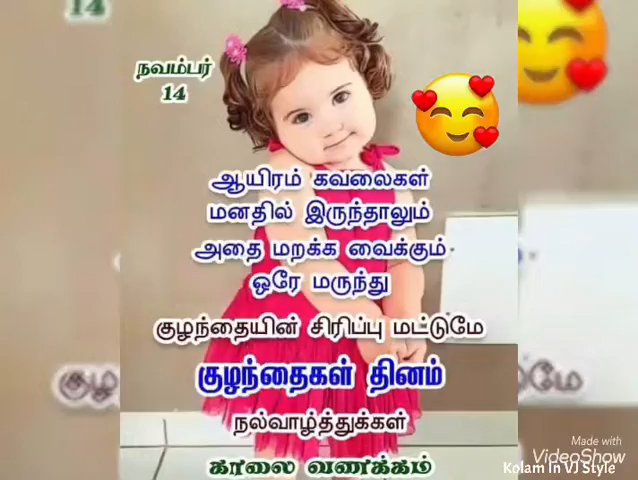 14
நவம்பர்
14
ஆயிரம் கவலைகள்
மனதில் இருந்தாலும்
அதை மறக்க வைக்கும்
ஒரே மருந்து
குழந்தையின் சிரிப்பு மட்டுமே
குழந்தைகள் தினம்
நல்வாழ்த்துக்கள்
காலை வணக்கம்
குழ
மே
Made with
VideoShow
Kolam In VJ Style